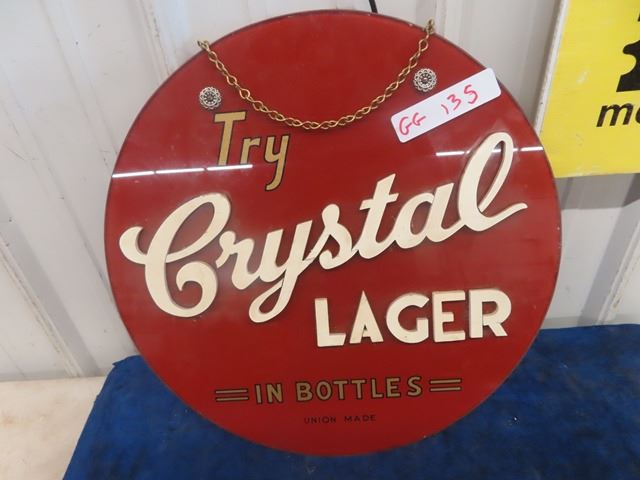 GG 135
Try
Crystal
LAGER
IN BOTTLES
UNION MADE